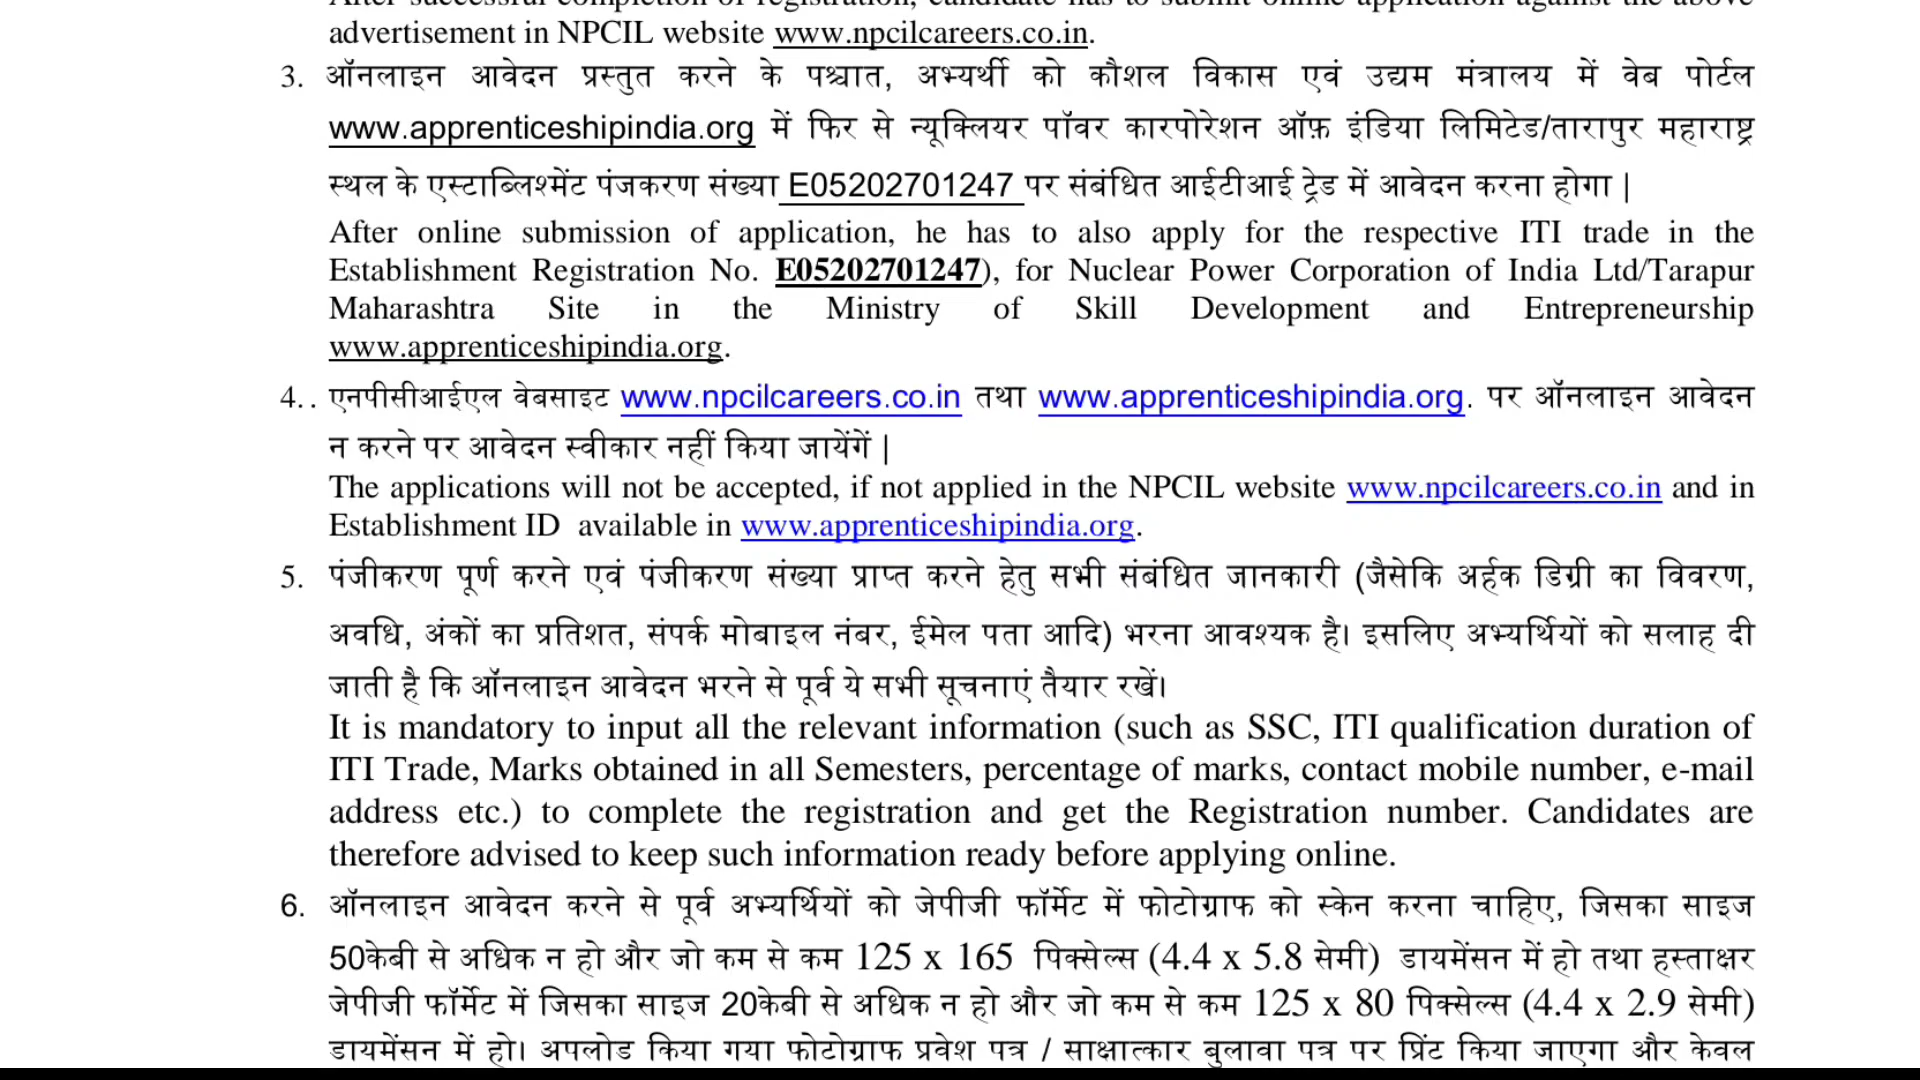 After successful completion of registration, candidate has to submit online application against the above
advertisement in NPCIL website www.npcilcareers.co.in.
3. ऑनलाइन आवेदन प्रस्तुत करने के पश्चात, अभ्यर्थी को कौशल विकास एवं उद्यम मंत्रालय में वेब पोर्टल
www.apprenticeshipindia.org में फिर से न्यूक्लियर पॉवर कारपोरेशन ऑफ़ इंडिया लिमिटेड/तारापुर महाराष्ट्र
स्थल के एस्टाब्लिश्मेंट पंजकरण संख्या E05202701247 पर संबंधित आईटीआई ट्रेड में आवेदन करना होगा |
After online submission of application, he has to also apply for the respective ITI trade in the
Establishment Registration No. E05202701247), for Nuclear Power Corporation of India Ltd/Tarapur
Maharashtra Site in the Ministry of Skill Development and Entrepreneurship
www.apprenticeshipindia.org.
4. . एनपीसीआईएल वेबसाइट www.npcilcareers.co.in तथा www.apprenticeshipindia.org. पर ऑनलाइन आवेदन
न करने पर आवेदन स्वीकार नहीं किया जायेंगें |
The applications will not be accepted, if not applied in the NPCIL website www.npcilcareers.co.in and in
Establishment ID available in www.apprenticeshipindia.org.
5. पंजीकरण पूर्ण करने एवं पंजीकरण संख्या प्राप्त करने हेतु सभी संबंधित जानकारी (जैसेकि अर्हक डिग्री का विवरण,
अवधि, अंकों का प्रतिशत, संपर्क मोबाइल नंबर, ईमेल पता आदि) भरना आवश्यक है। इसलिए अभ्यर्थियों को सलाह दी
जाती है कि ऑनलाइन आवेदन भरने से पूर्व ये सभी सूचनाएं तैयार रखें।
It is mandatory to input all the relevant information (such as SSC, ITI qualification duration of
ITI Trade, Marks obtained in all Semesters, percentage of marks, contact mobile number, e-mail
address etc.) to complete the registration and get the Registration number. Candidates are
therefore advised to keep such information ready before applying online.
6. ऑनलाइन आवेदन करने से पूर्व अभ्यर्थियों को जेपीजी फॉर्मेट में फोटोग्राफ को स्केन करना चाहिए, जिसका साइज
50केबी से अधिक न हो और जो कम से कम 125 x 165 पिक्सेल्स (4.4 x 5.8 सेमी) डायमेंसन में हो तथा हस्ताक्षर
जेपीजी फॉर्मेट में जिसका साइज 20केबी से अधिक न हो और जो कम से कम 125 x 80 पिक्सेल्स (4.4 x 2.9 सेमी)
डायमेंसन में हो। अपलोड किया गया फोटोग्राफ प्रवेश पत्र / साक्षात्कार बुलावा पत्र पर प्रिंट किया जाएगा और केवल